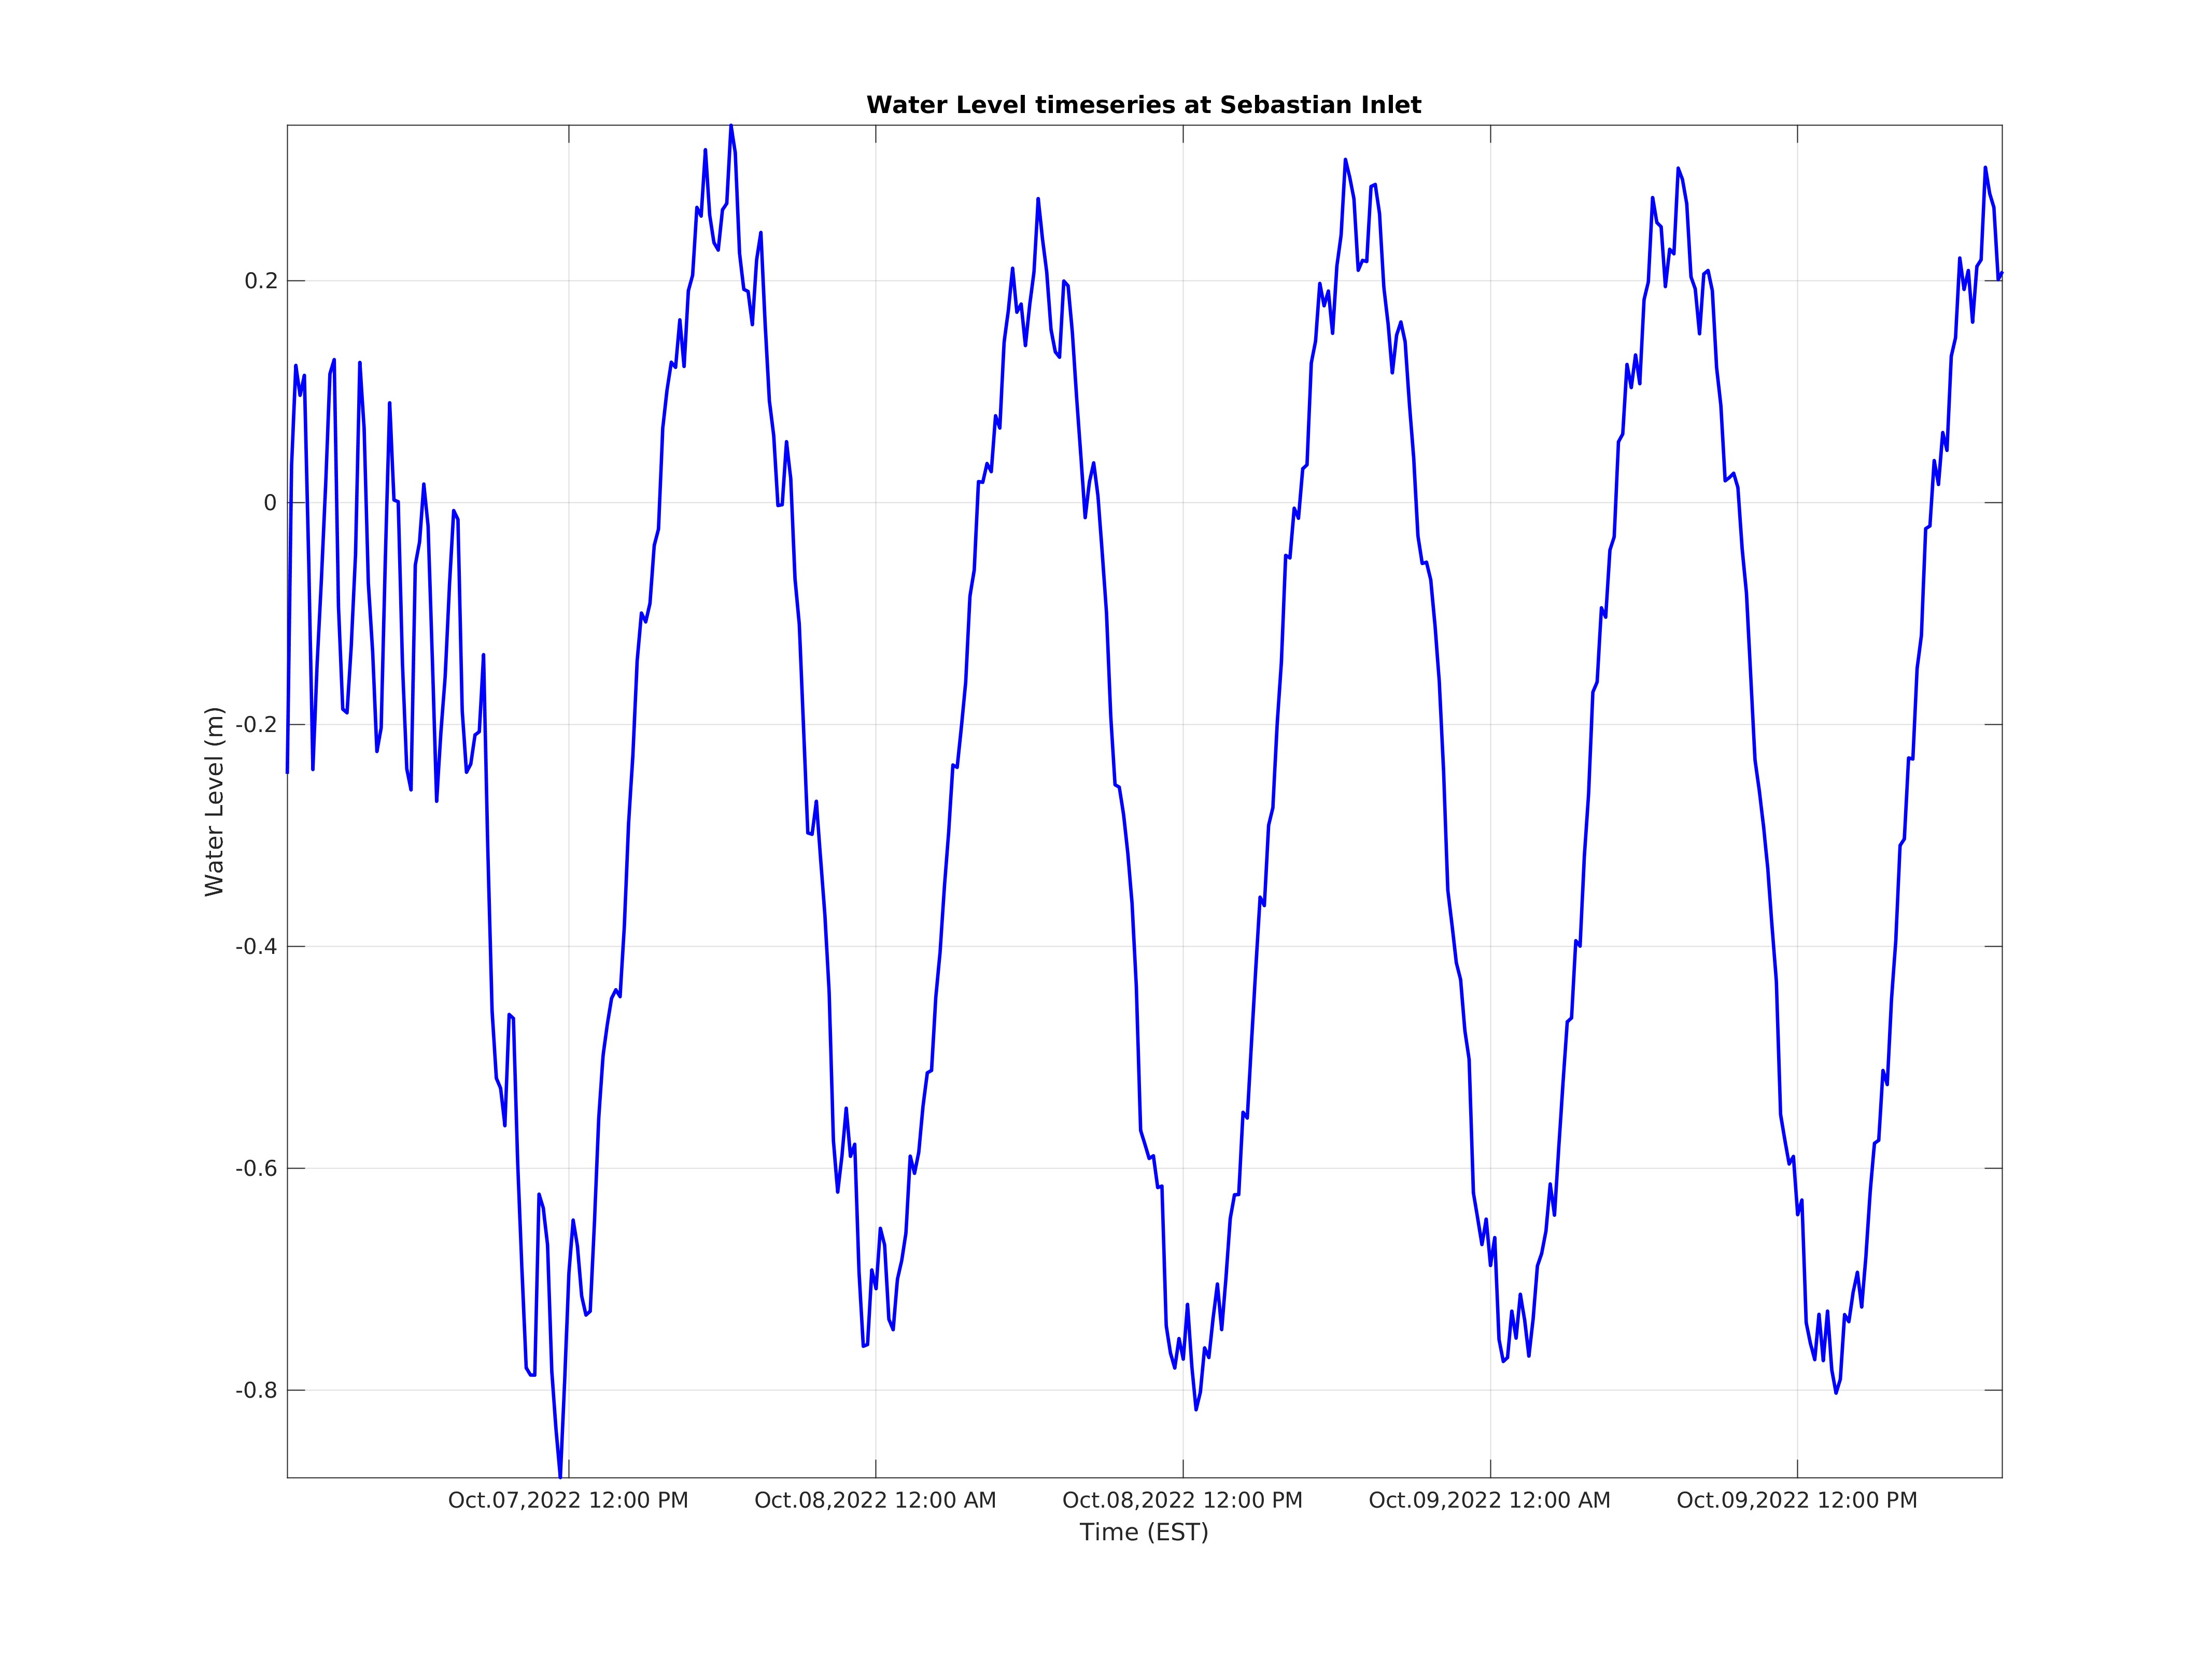 Water Level timeseries at Sebastian Inlet
0.2
0
-0.2
-0.4
-0.6
-0.8
Water Level (m)
Oct.07,2022 12:00 PM
Oct.08,2022 12:00 AM
Oct.08,2022 12:00 PM
Oct.09,2022 12:00 AM
Oct.09,2022 12:00 PM
Time (EST)